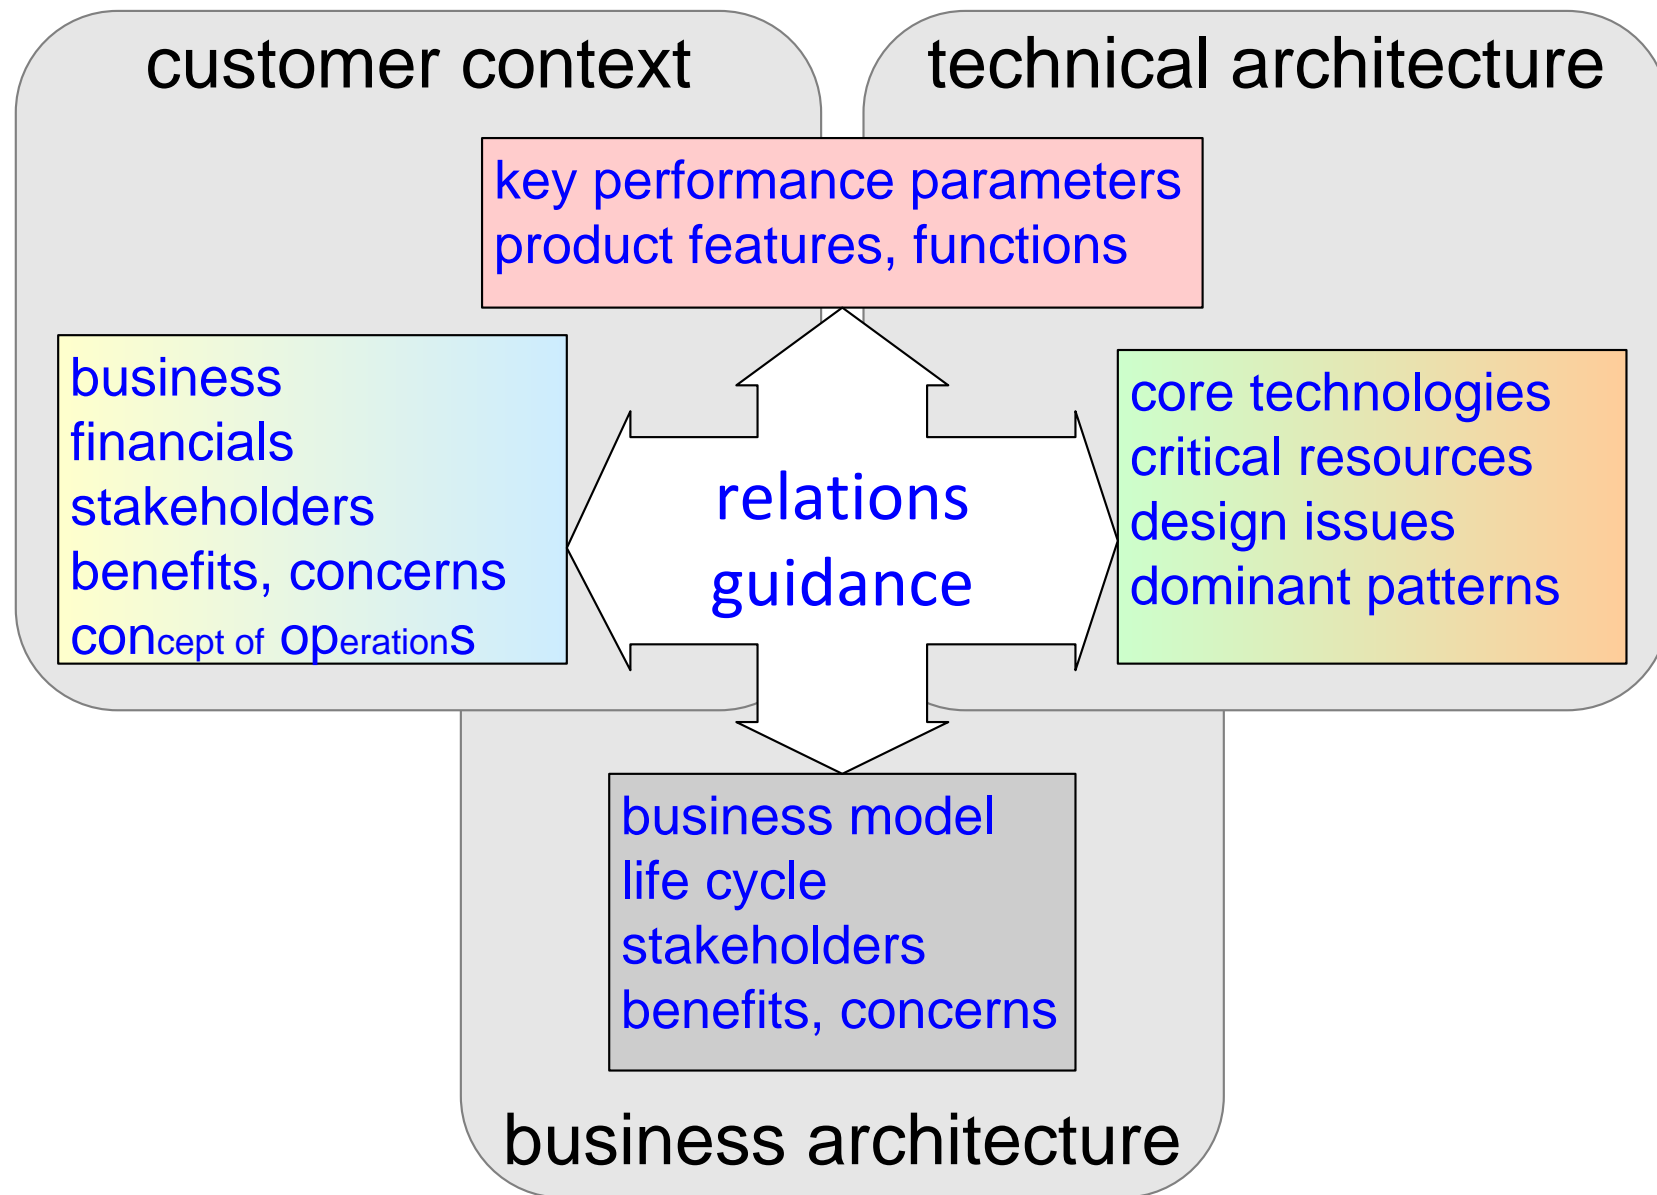 customer context
technical architecture
key performance parameters
product features, functions
business
financials
stakeholders
benefits, concerns
concept of operations
relations
guidance
core technologies
critical resources
design issues
dominant patterns
business model
life cycle
stakeholders
benefits, concerns
business architecture